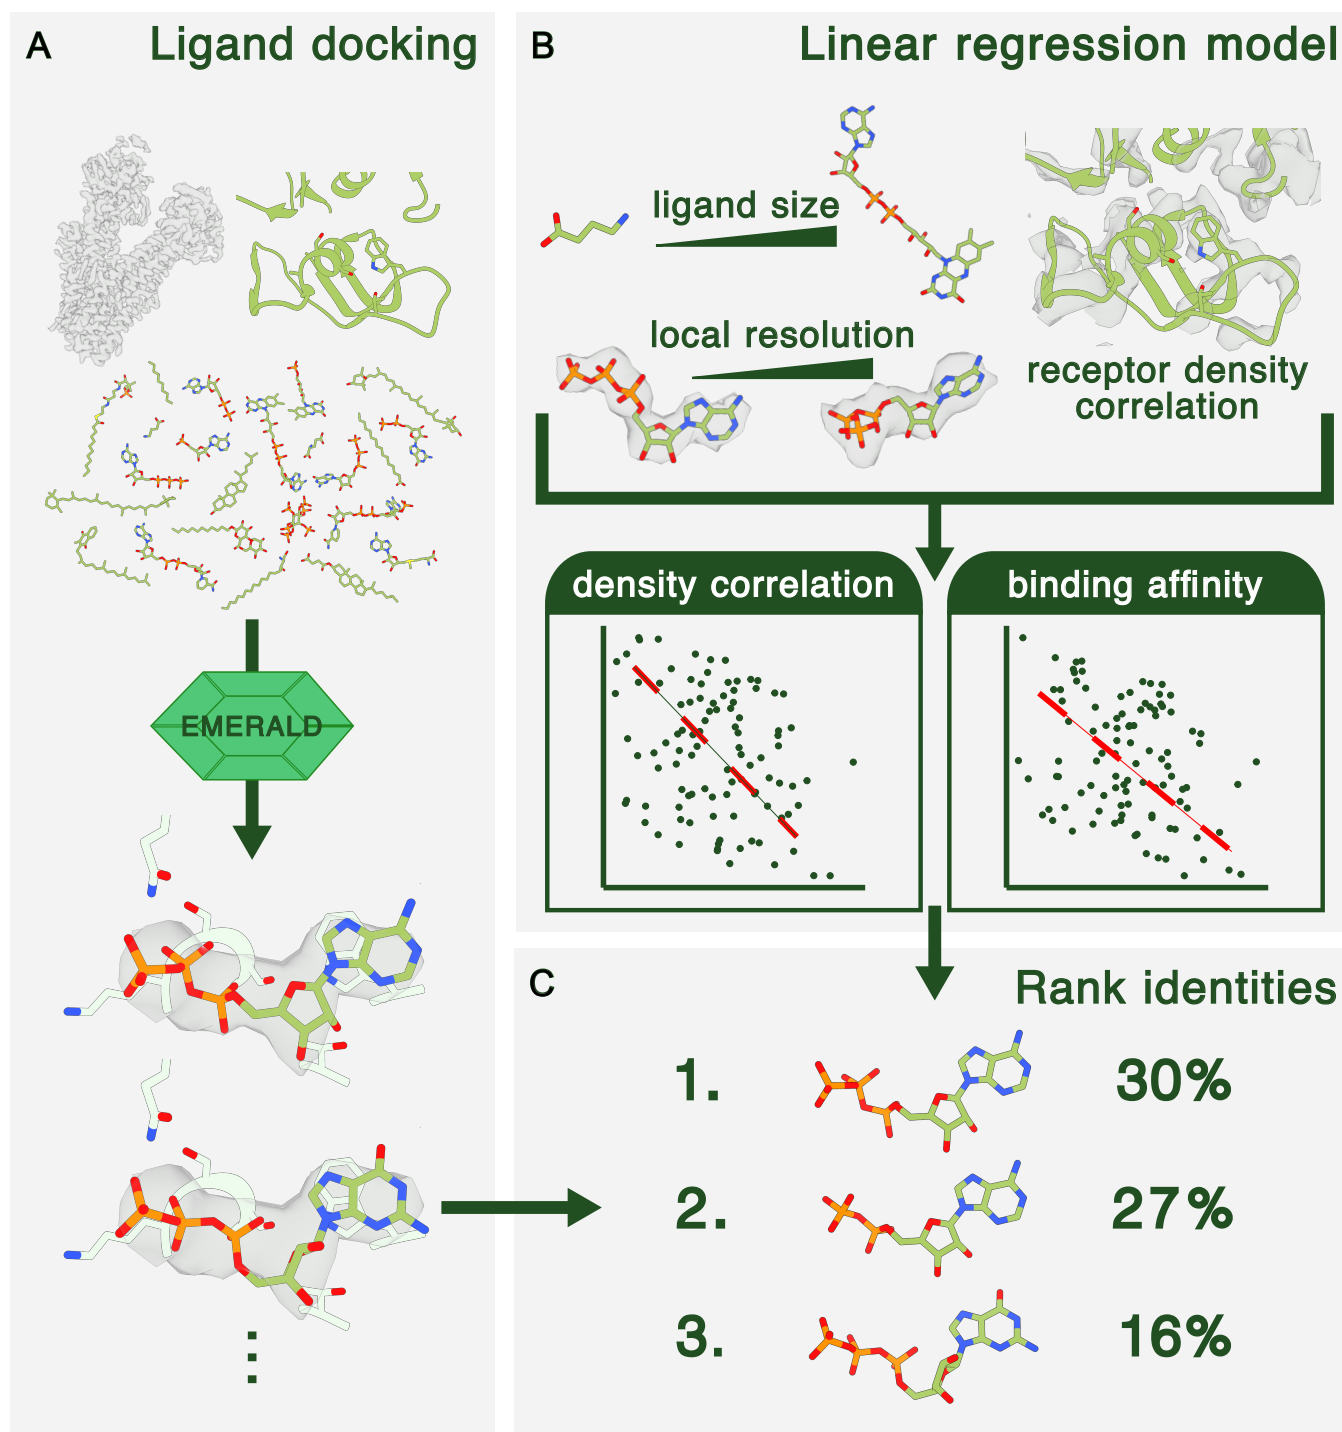 A
Ligand docking
EMERALD
B
Linear regression model
ligand size
local resolution
receptor density
correlation
density correlation
binding affinity
C
Rank identities
1.
30%
2.
27%
3.
16%